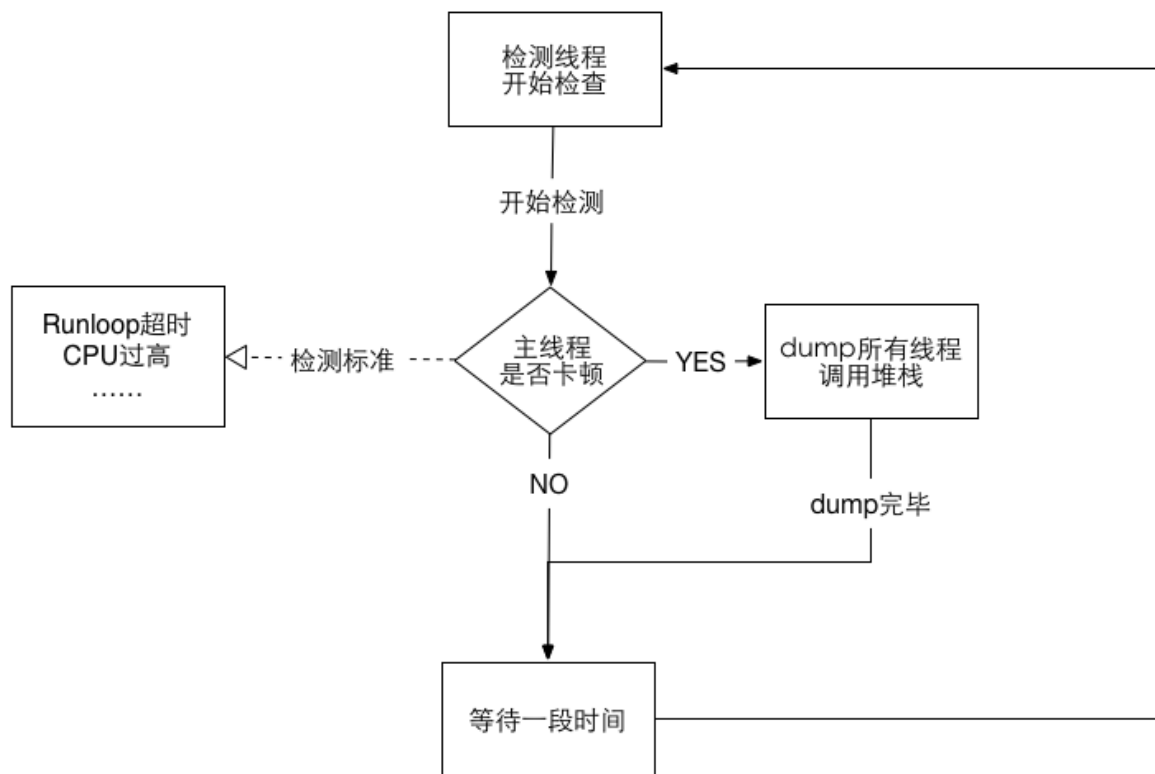 检测线程
开始检查
开始检测
Runloop超时
CPU过高
……
检测标准
主线程
是否卡顿
YES
dump所有线程
调用堆栈
NO
dump完毕
等待一段时间